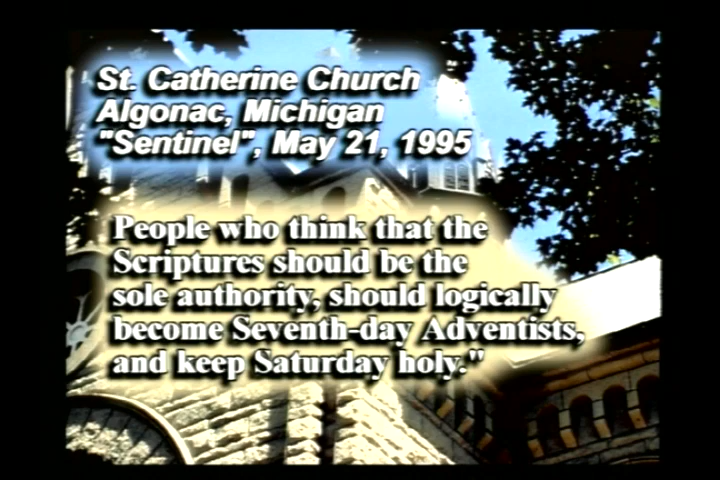 St. Catherine Church
Algonac, Michigan
"Sentinel", May 21, 1995
People who think that the
Scriptures should be the
sole authority, should logically
become Seventh-day Adventists,
and keep Saturday holy."